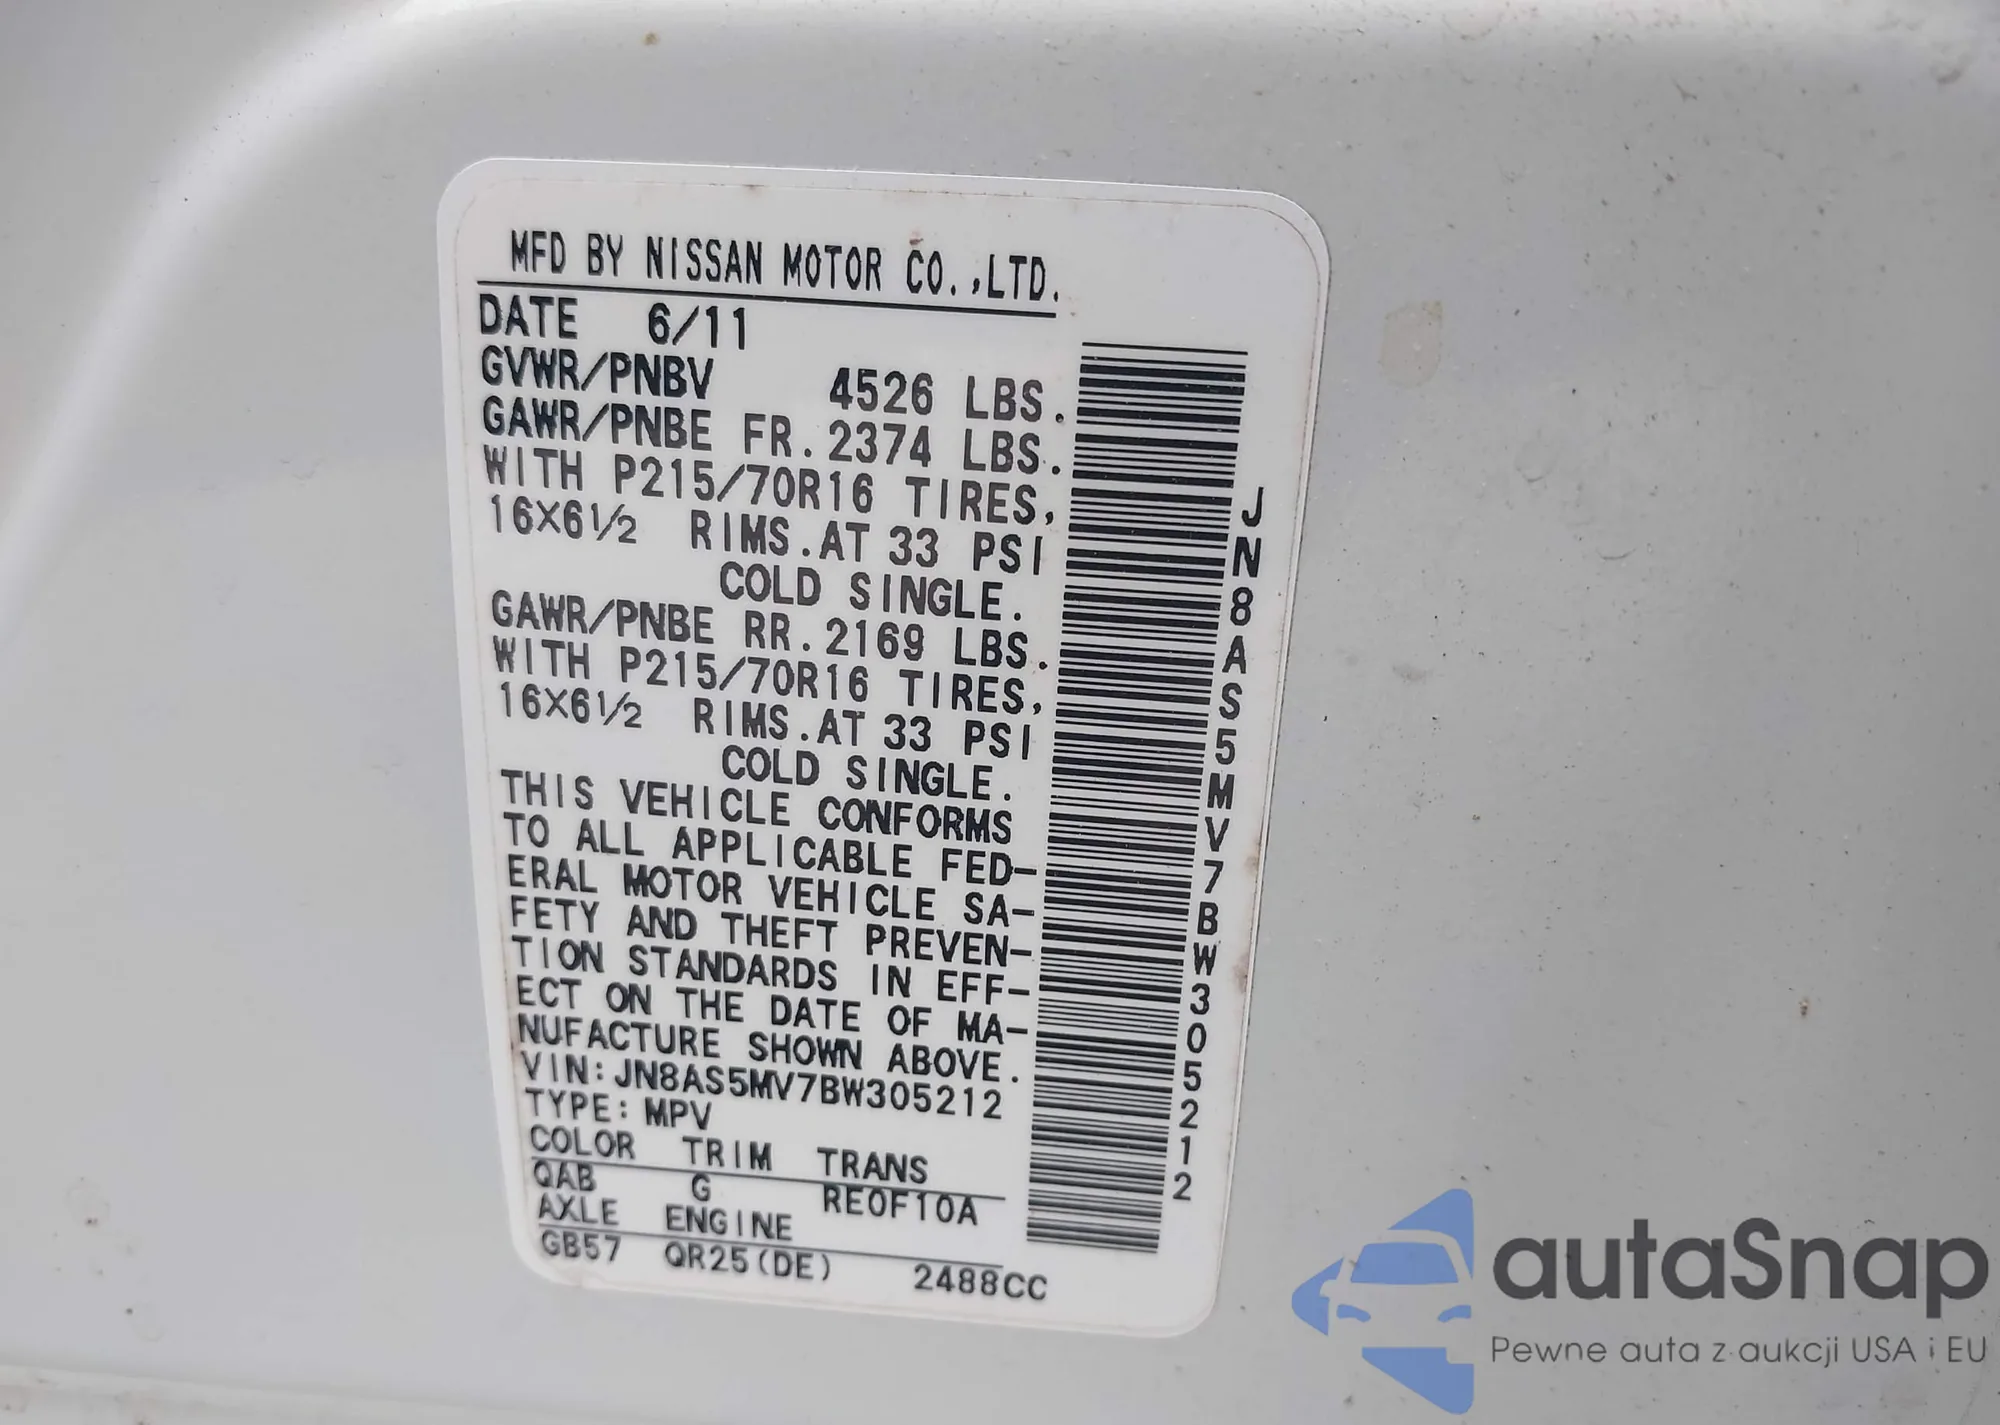 MFD BY NISSAN MOTOR CO.,LTD.
DATE 6/11
GVWR/PNBV 4526 LBS.
GAWR/PNBE FR. 2374 LBS.
WITH P215/70R16 TIRES,
16X6½ RIMS.AT 33 PSI
COLD SINGLE.
GAWR/PNBE RR. 2169 LBS.
WITH P215/70R16 TIRES,
16X6½ RIMS.AT 33 PSI
COLD SINGLE.
THIS VEHICLE CONFORMS
TO ALL APPLICABLE FED-
ERAL MOTOR VEHICLE SA-
FETY AND THEFT PREVEN-
TION STANDARDS IN EFF-
ECT ON THE DATE OF MA-
NUFACTURE SHOWN ABOVE.
VIN:JN8AS5MV7BW305212
TYPE:MPV
COLOR TRIM TRANS
QAB G RE0F10A
AXLE ENGINE
GB57 QR25(DE) 2488CC
JN8AS5MV7BW305212
autaSnap
Pewne auta z aukcji USA i EU